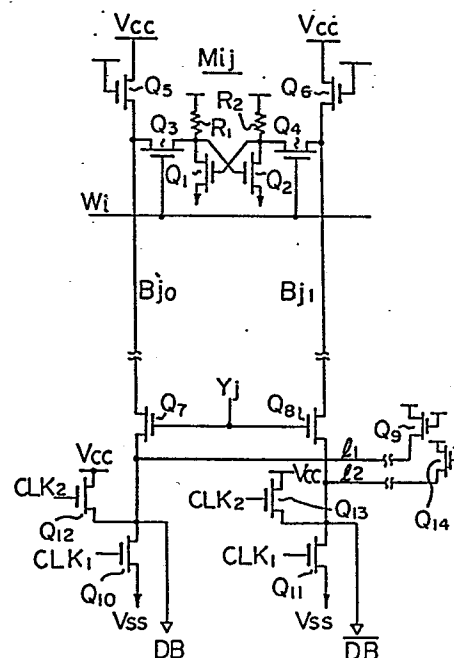 Vcc Vcc
Mij
Q5 Q6
R2
Q3 R1 Q4
Q1 Q2
Wi
Bj0 Bj1
Yj
Q7 Q8
Q9
l1
Vcc Vcc l2
CLK2 CLK2 Q13 Q14
Q12
CLK1 CLK1
Q10 Q11
Vss Vss
DB D̅B̅